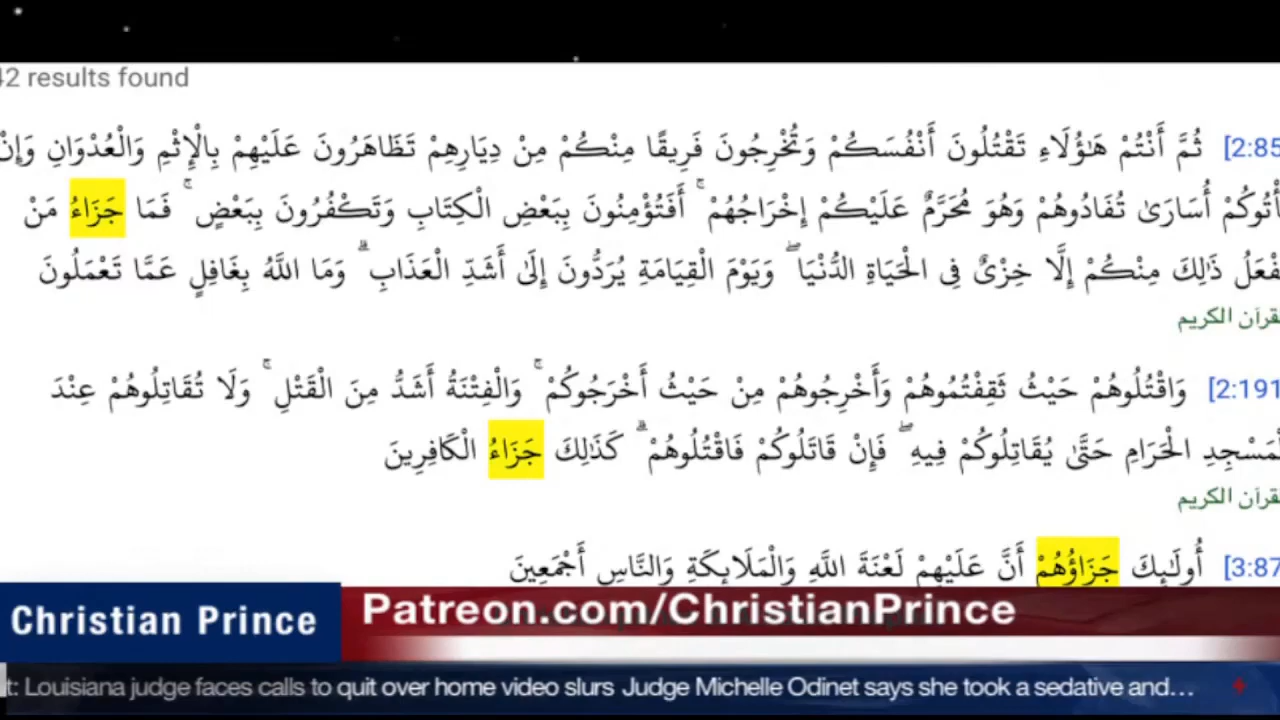 42 results found
[2:85 ثُمَّ أَنْتُمْ هَٰؤُلَاءِ تَقْتُلُونَ أَنْفُسَكُمْ وَتُخْرِجُونَ فَرِيقًا مِنْكُمْ مِنْ دِيَارِهِمْ تَظَاهَرُونَ عَلَيْهِمْ بِالْإِثْمِ وَالْعُدْوَانِ وَإِنْ
أْتُوكُمْ أُسَارَىٰ تُفَادُوهُمْ وَهُوَ مُحَرَّمٌ عَلَيْكُمْ إِخْرَاجُهُمْ ۚ أَفَتُؤْمِنُونَ بِبَعْضِ الْكِتَابِ وَتَكْفُرُونَ بِبَعْضٍ ۚ فَمَا جَزَاءُ مَنْ
فْعَلُ ذَٰلِكَ مِنْكُمْ إِلَّا خِزْيٌ فِي الْحَيَاةِ الدُّنْيَا ۖ وَيَوْمَ الْقِيَامَةِ يُرَدُّونَ إِلَىٰ أَشَدِّ الْعَذَابِ ۗ وَمَا اللَّهُ بِغَافِلٍ عَمَّا تَعْمَلُونَ
قرآن الكريم
[2:191 وَاقْتُلُوهُمْ حَيْثُ ثَقِفْتُمُوهُمْ وَأَخْرِجُوهُمْ مِنْ حَيْثُ أَخْرَجُوكُمْ ۚ وَالْفِتْنَةُ أَشَدُّ مِنَ الْقَتْلِ ۚ وَلَا تُقَاتِلُوهُمْ عِنْدَ
لْمَسْجِدِ الْحَرَامِ حَتَّىٰ يُقَاتِلُوكُمْ فِيهِ ۖ فَإِنْ قَاتَلُوكُمْ فَاقْتُلُوهُمْ ۗ كَذَٰلِكَ جَزَاءُ الْكَافِرِينَ
قرآن الكريم
[3:87 أُولَٰئِكَ جَزَاؤُهُمْ أَنَّ عَلَيْهِمْ لَعْنَةَ اللَّهِ وَالْمَلَائِكَةِ وَالنَّاسِ أَجْمَعِينَ
Christian Prince
Patreon.com/ChristianPrince
t: Louisiana judge faces calls to quit over home video slurs Judge Michelle Odinet says she took a sedative and...